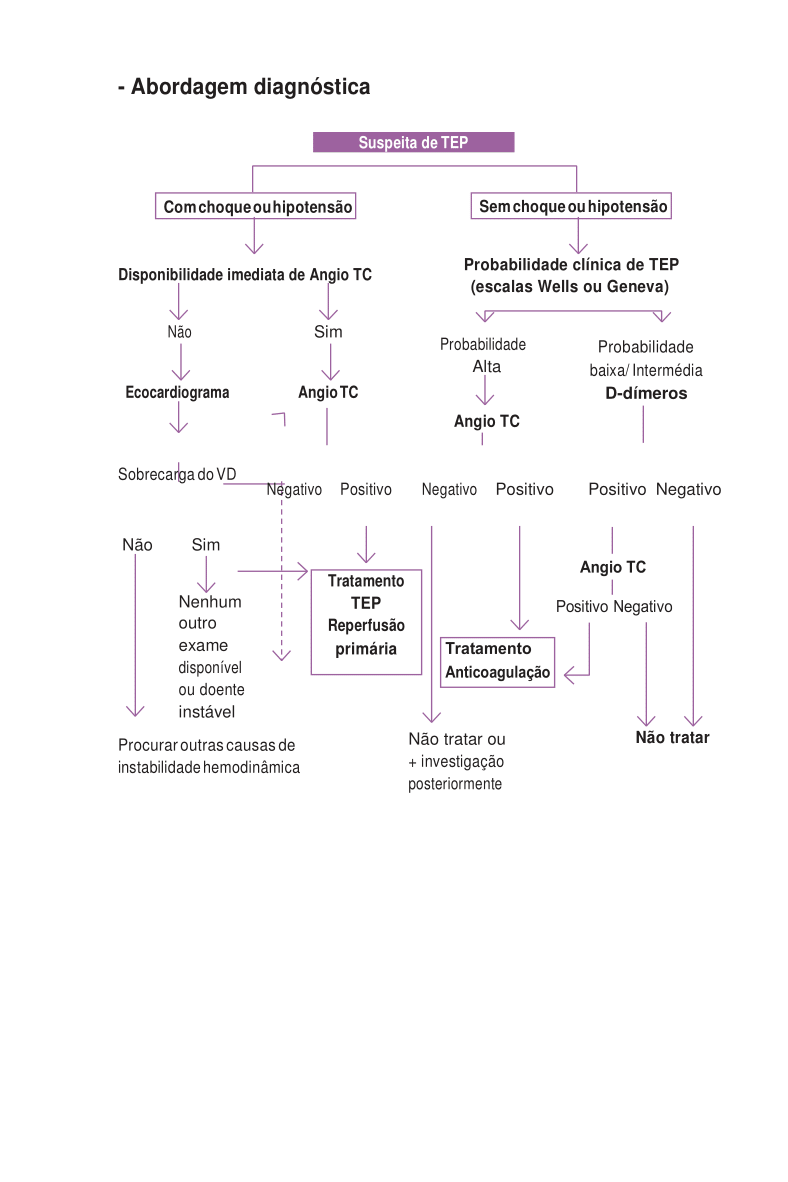 - Abordagem diagnóstica
Suspeita de TEP
Com choque ou hipotensão
Sem choque ou hipotensão
Disponibilidade imediata de Angio TC
Probabilidade clínica de TEP
(escalas Wells ou Geneva)
Não
Sim
Probabilidade
Alta
Probabilidade
baixa/ Intermédia
D-dímeros
Ecocardiograma
Angio TC
Angio TC
Sobrecarga do VD
Negativo
Positivo
Negativo
Positivo
Positivo
Negativo
Não
Sim
Angio TC
Positivo Negativo
Nenhum
outro
exame
disponível
ou doente
instável
Tratamento
TEP
Reperfusão
primária
Tratamento
Anticoagulação
Procurar outras causas de
instabilidade hemodinâmica
Não tratar ou
+ investigação
posteriormente
Não tratar